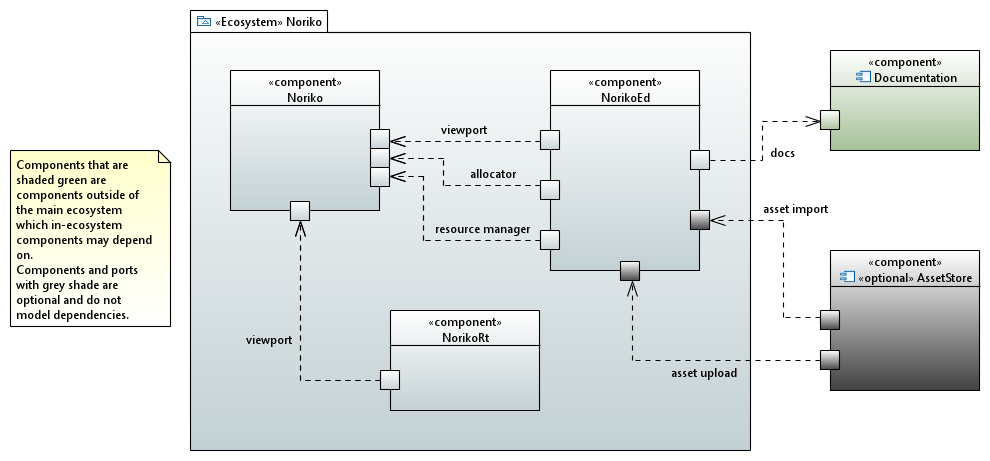 «Ecosystem» Noriko
«component»
Noriko
«component»
NorikoEd
«component»
Documentation
viewport
allocator
resource manager
docs
asset import
Components that are
shaded green are
components outside of
the main ecosystem
which in-ecosystem
components may depend
on.
Components and ports
with grey shade are
optional and do not
model dependencies.
«component»
«optional» AssetStore
«component»
NorikoRt
viewport
asset upload